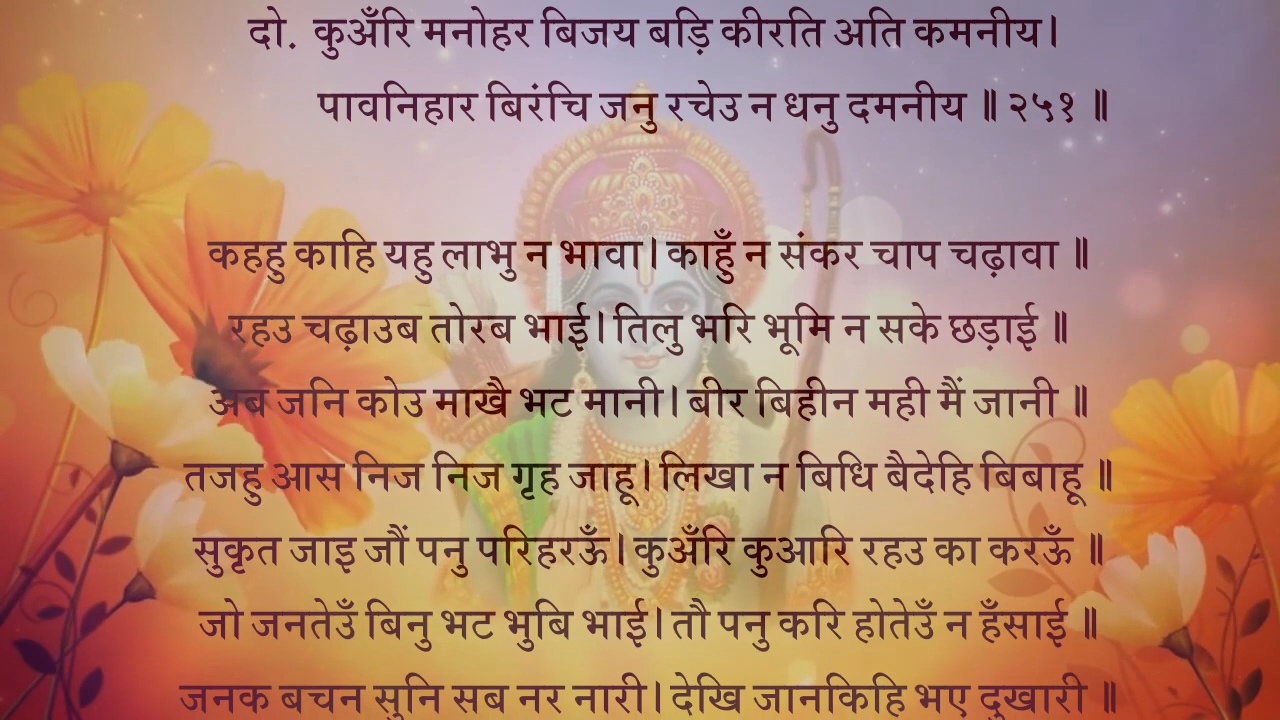 दो. कुअँरि मनोहर बिजय बड़ि कीरति अति कमनीय।
पावनिहार बिरंचि जनु रचेउ न धनु दमनीय ॥ २५१ ॥
कहहु काहि यहु लाभु न भावा। काहुँ न संकर चाप चढ़ावा ॥
रहउ चढ़ाउब तोरब भाई। तिलु भरि भूमि न सके छड़ाई ॥
अब जनि कोउ माखै भट मानी। बीर बिहीन मही मैं जानी ॥
तजहु आस निज निज गृह जाहू। लिखा न बिधि बैदेहि बिबाहू ॥
सुकृत जाइ जौं पनु परिहरऊँ। कुअँरि कुआरि रहउ का करऊँ ॥
जो जनतेउँ बिनु भट भुबि भाई। तौ पनु करि होतेउँ न हँसाई ॥
जनक बचन सुनि सब नर नारी। देखि जानकिहि भए दुखारी ॥